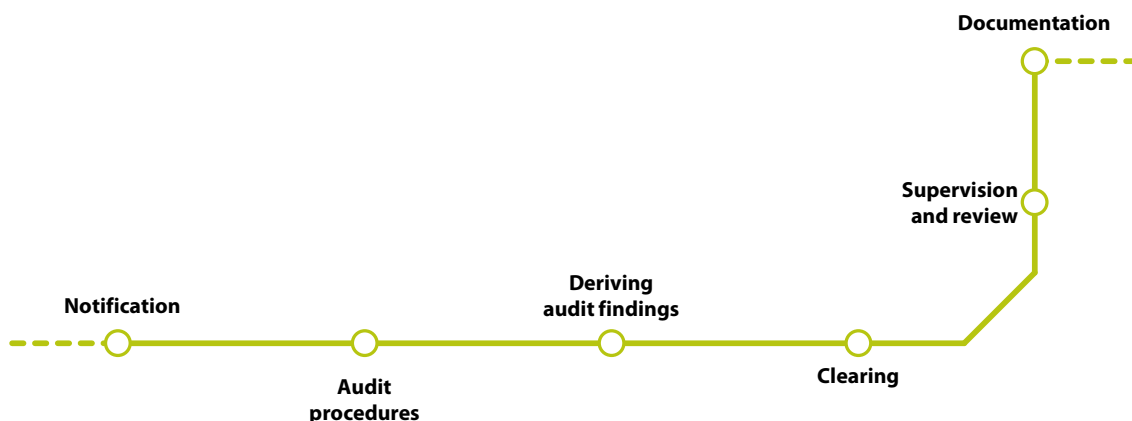 Documentation
Supervision
and review
Deriving
audit findings
Notification
Clearing
Audit
procedures